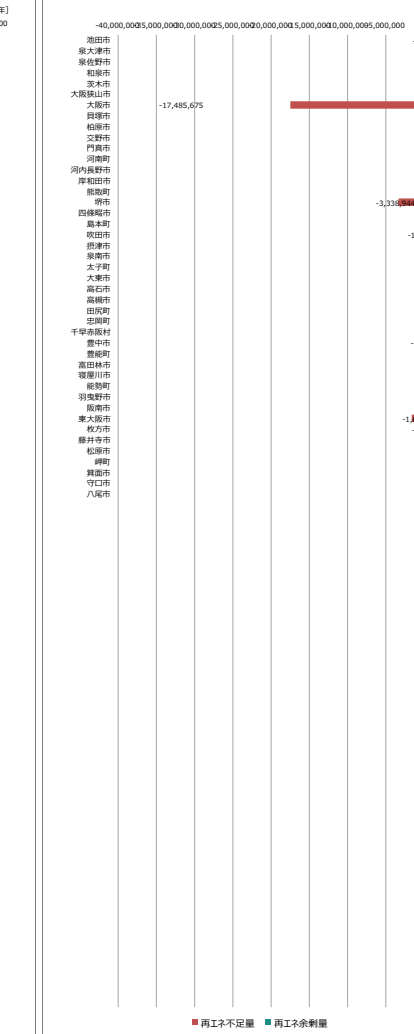 年]
00
-40,000,000 -35,000,000 -30,000,000 -25,000,000 -20,000,000 -15,000,000 -10,000,000 -5,000,000
池田市
泉大津市
泉佐野市
和泉市
茨木市
大阪狭山市
大阪市 -17,485,675
貝塚市
柏原市
交野市
門真市
河南町
河内長野市
岸和田市
熊取町
堺市 -3,338,944
四條畷市
島本町
吹田市 -1
摂津市
泉南市
太子町
大東市
高石市
高槻市
田尻町
忠岡町
千早赤阪村
豊中市
豊能町
富田林市
寝屋川市
能勢町
羽曳野市
阪南市
東大阪市
枚方市
藤井寺市
松原市
岬町
箕面市
守口市
八尾市
再エネ不足量 再エネ余剰量